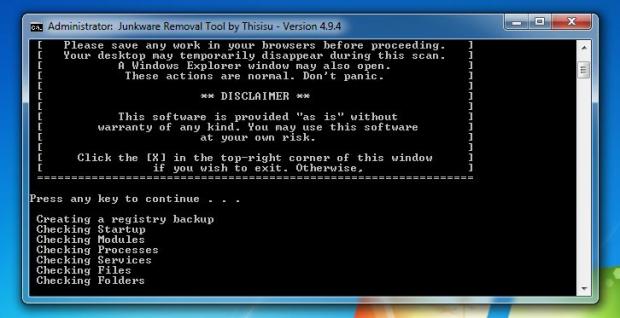 Administrator: Junkware Removal Tool by Thisisu - Version 4.9.4
[ Please save any work in your browsers before proceeding. ]
[ Your desktop may temporarily disappear during this scan. ]
[ A Windows Explorer window may also open. ]
[ These actions are normal. Don't panic. ]
[ ]
[ ** DISCLAIMER ** ]
[ ]
[ This software is provided "as is" without ]
[ warranty of any kind. You may use this software ]
[ at your own risk. ]
[ ]
[ Click the [X] in the top-right corner of this window ]
[ if you wish to exit. Otherwise, ]
================================================================
Press any key to continue . . .
Creating a registry backup
Checking Startup
Checking Modules
Checking Processes
Checking Services
Checking Files
Checking Folders